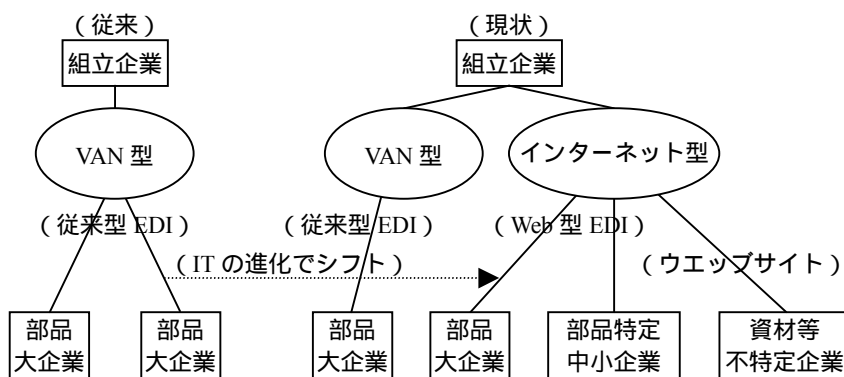 (従来)
(現状)
組立企業
組立企業
VAN 型
VAN 型
インターネット型
(従来型 EDI)
(従来型 EDI)
(Web 型 EDI)
(IT の進化でシフト)
(ウエッブサイト)
部品
大企業
部品
大企業
部品
大企業
部品
大企業
部品特定
中小企業
資材等
不特定企業